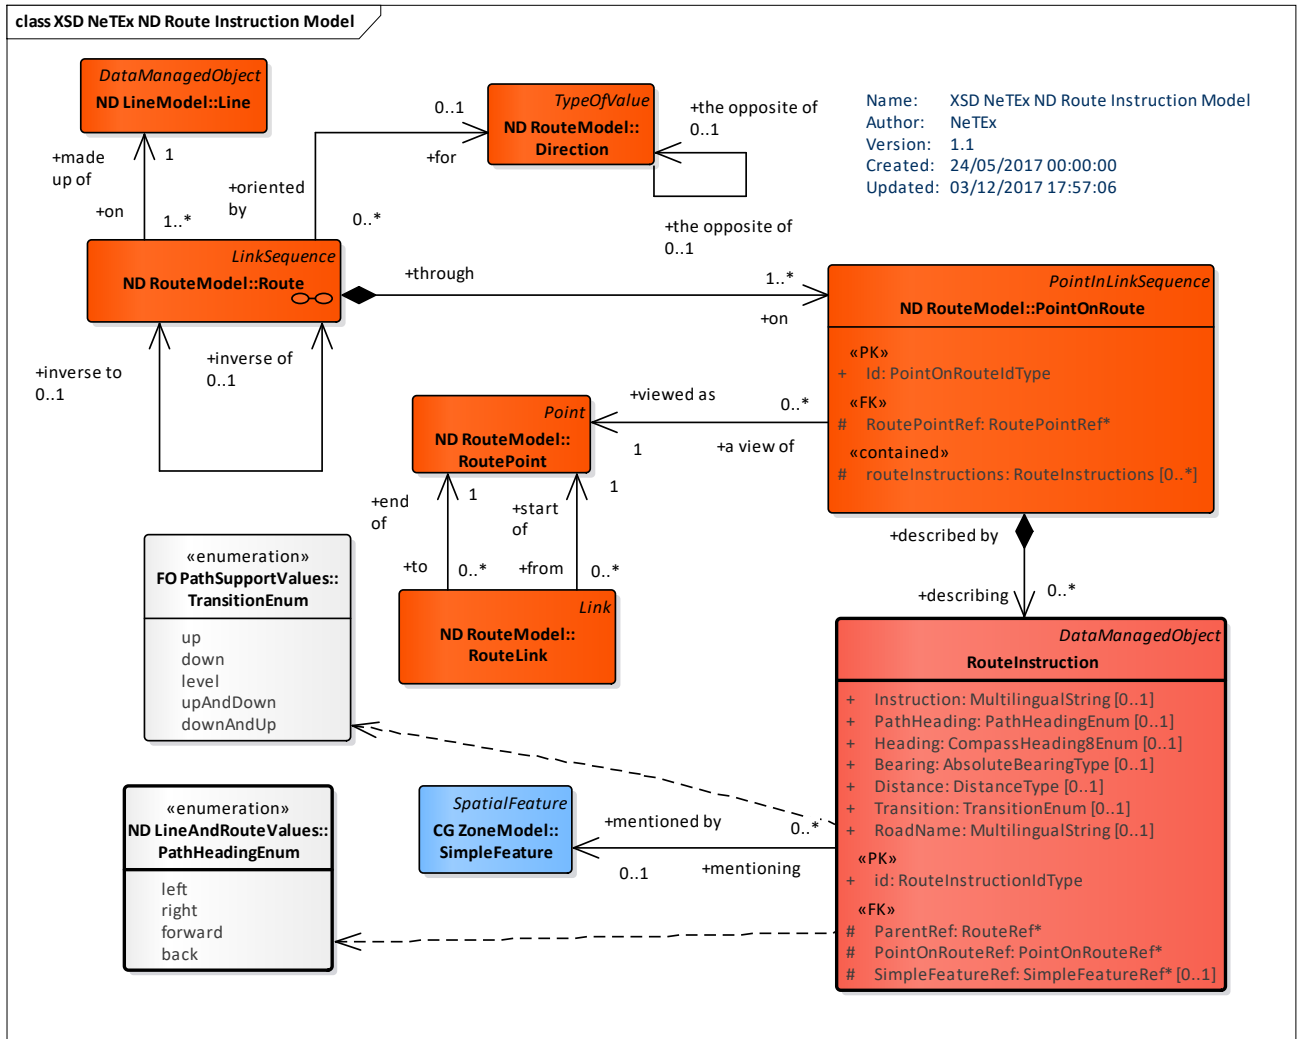 class XSD NeTEx ND Route Instruction Model
DataManagedObject
ND LineModel::Line
+made
up of
1
+on
1..*
+oriented
by
0..*
0..1
+for
TypeOfValue
ND RouteModel::
Direction
+the opposite of
0..1
+the opposite of
0..1
Name: XSD NeTEx ND Route Instruction Model
Author: NeTEx
Version: 1.1
Created: 24/05/2017 00:00:00
Updated: 03/12/2017 17:57:06
LinkSequence
ND RouteModel::Route
+through
1..*
+on
+inverse to
0..1
+inverse of
0..1
PointInLinkSequence
ND RouteModel::PointOnRoute
«PK»
+ Id: PointOnRouteIdType
«FK»
# RoutePointRef: RoutePointRef*
«contained»
# routeInstructions: RouteInstructions [0..*]
+viewed as
0..*
1
+a view of
Point
ND RouteModel::
RoutePoint
+end
of
1
+start
of
1
+to
0..*
+from
0..*
Link
ND RouteModel::
RouteLink
+described by
+describing
0..*
«enumeration»
FO PathSupportValues::
TransitionEnum
up
down
level
upAndDown
downAndUp
«enumeration»
ND LineAndRouteValues::
PathHeadingEnum
left
right
forward
back
SpatialFeature
CG ZoneModel::
SimpleFeature
+mentioned by
0..*
0..1
+mentioning
DataManagedObject
RouteInstruction
+ Instruction: MultilingualString [0..1]
+ PathHeading: PathHeadingEnum [0..1]
+ Heading: CompassHeading8Enum [0..1]
+ Bearing: AbsoluteBearingType [0..1]
+ Distance: DistanceType [0..1]
+ Transition: TransitionEnum [0..1]
+ RoadName: MultilingualString [0..1]
«PK»
+ id: RouteInstructionIdType
«FK»
# ParentRef: RouteRef*
# PointOnRouteRef: PointOnRouteRef*
# SimpleFeatureRef: SimpleFeatureRef* [0..1]